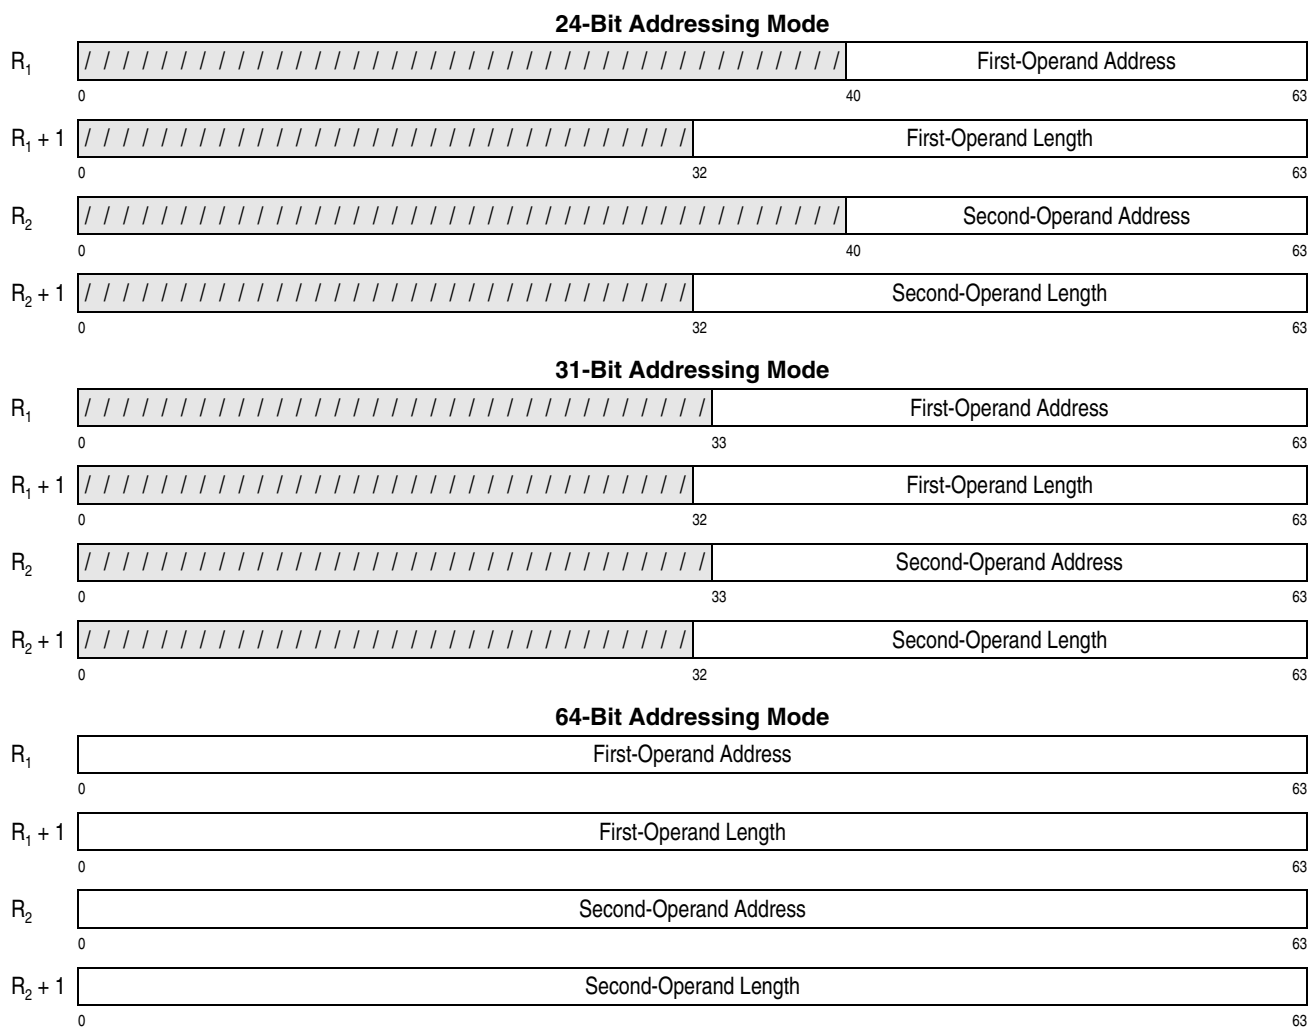 24-Bit Addressing Mode
R₁ / / / / / / / / / / / / / / / / / / / / / / / / / / / / / / / / / / / / / / / / First-Operand Address
0 40 63
R₁ + 1 / / / / / / / / / / / / / / / / / / / / / / / / / / / / / / / / First-Operand Length
0 32 63
R₂ / / / / / / / / / / / / / / / / / / / / / / / / / / / / / / / / / / / / / / / / Second-Operand Address
0 40 63
R₂ + 1 / / / / / / / / / / / / / / / / / / / / / / / / / / / / / / / / Second-Operand Length
0 32 63
31-Bit Addressing Mode
R₁ / / / / / / / / / / / / / / / / / / / / / / / / / / / / / / / / / First-Operand Address
0 33 63
R₁ + 1 / / / / / / / / / / / / / / / / / / / / / / / / / / / / / / / / First-Operand Length
0 32 63
R₂ / / / / / / / / / / / / / / / / / / / / / / / / / / / / / / / / / Second-Operand Address
0 33 63
R₂ + 1 / / / / / / / / / / / / / / / / / / / / / / / / / / / / / / / / Second-Operand Length
0 32 63
64-Bit Addressing Mode
R₁ First-Operand Address
0 63
R₁ + 1 First-Operand Length
0 63
R₂ Second-Operand Address
0 63
R₂ + 1 Second-Operand Length
0 63